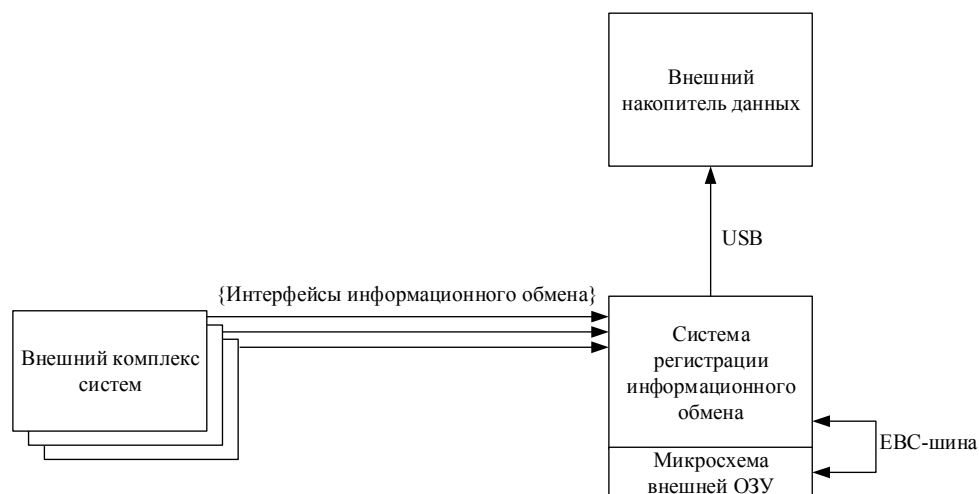 Внешний
накопитель данных
USB
{Интерфейсы информационного обмена}
Внешний комплекс
систем
Система
регистрации
информационного
обмена
EBC-шина
Микросхема
внешней ОЗУ